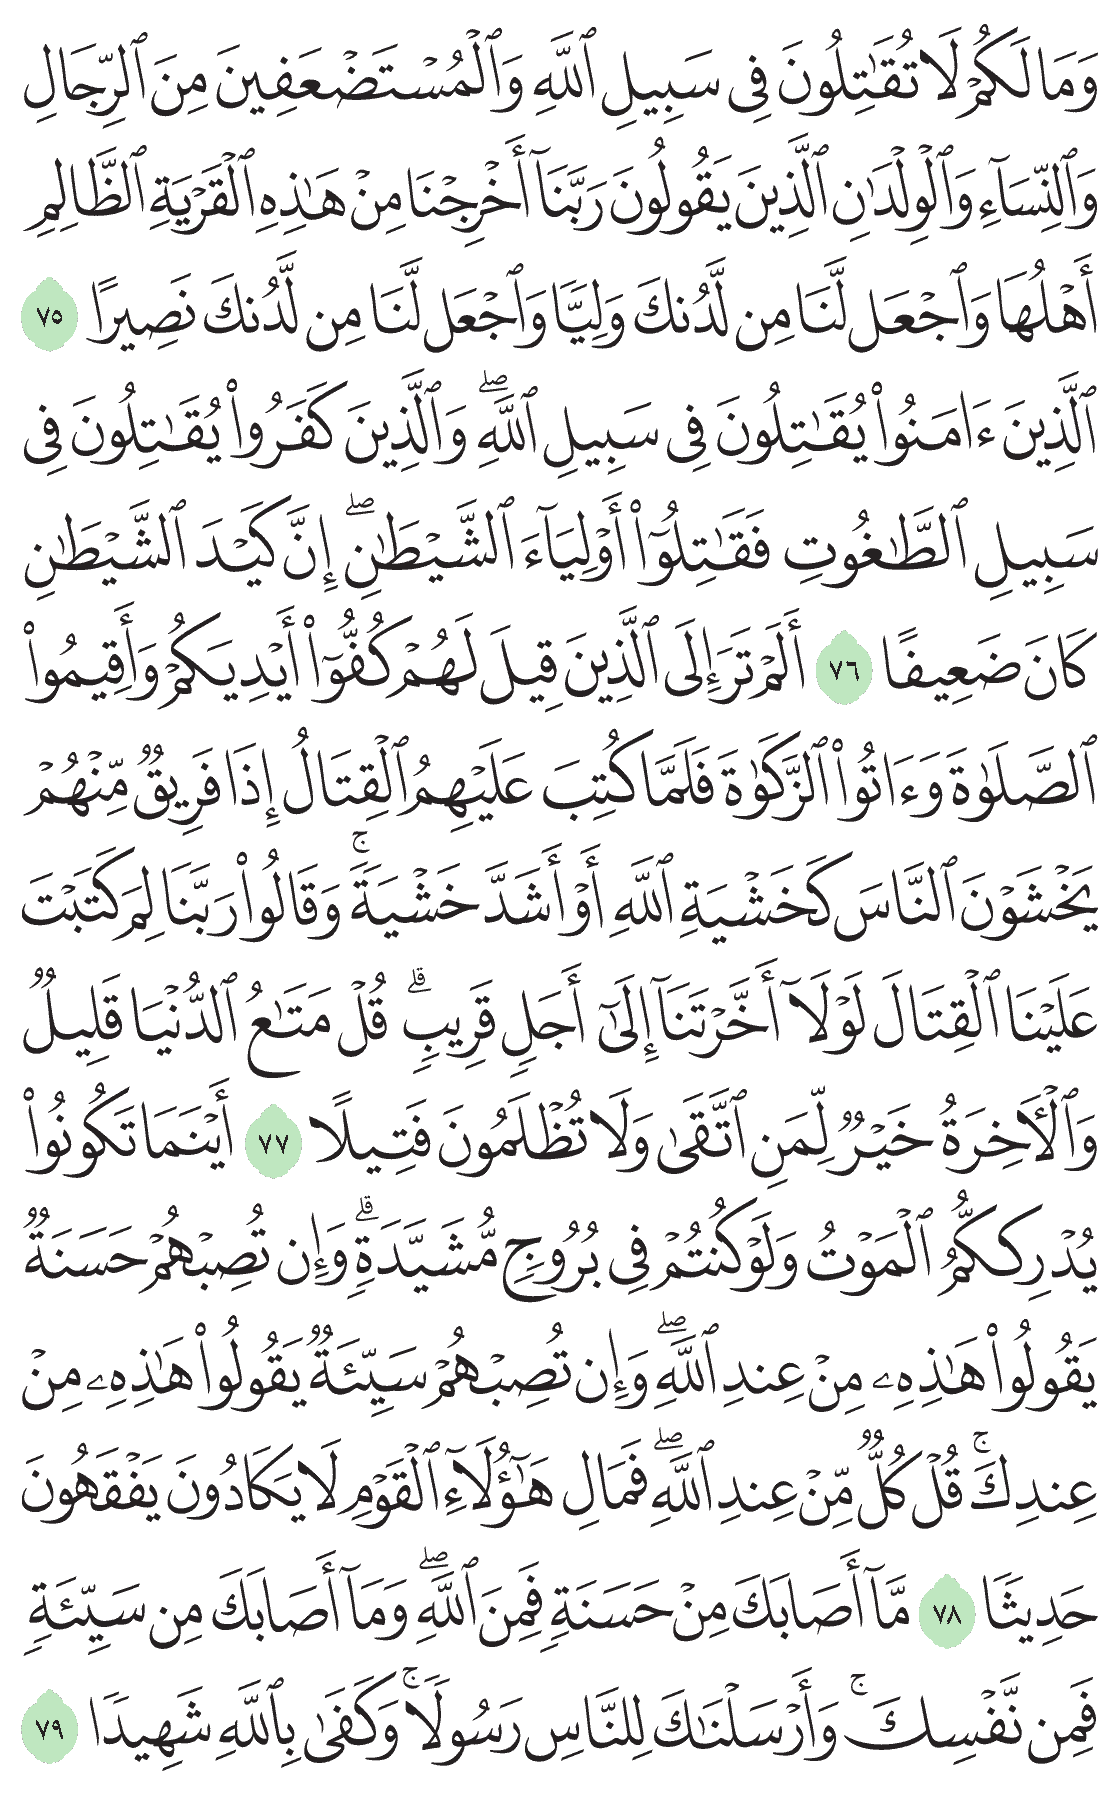 وَمَا لَكُمْ لَا تُقَٰتِلُونَ فِى سَبِيلِ ٱللَّهِ وَٱلْمُسْتَضْعَفِينَ مِنَ ٱلرِّجَالِ
وَٱلنِّسَآءِ وَٱلْوِلْدَٰنِ ٱلَّذِينَ يَقُولُونَ رَبَّنَآ أَخْرِجْنَا مِنْ هَٰذِهِ ٱلْقَرْيَةِ ٱلظَّالِمِ
أَهْلُهَا وَٱجْعَل لَّنَا مِن لَّدُنكَ وَلِيًّا وَٱجْعَل لَّنَا مِن لَّدُنكَ نَصِيرًا ٧٥
ٱلَّذِينَ ءَامَنُوا۟ يُقَٰتِلُونَ فِى سَبِيلِ ٱللَّهِ ۖ وَٱلَّذِينَ كَفَرُوا۟ يُقَٰتِلُونَ فِى
سَبِيلِ ٱلطَّٰغُوتِ فَقَٰتِلُوٓا۟ أَوْلِيَآءَ ٱلشَّيْطَٰنِ ۖ إِنَّ كَيْدَ ٱلشَّيْطَٰنِ
كَانَ ضَعِيفًا ٧٦ أَلَمْ تَرَ إِلَى ٱلَّذِينَ قِيلَ لَهُمْ كُفُّوٓا۟ أَيْدِيَكُمْ وَأَقِيمُوا۟
ٱلصَّلَوٰةَ وَءَاتُوا۟ ٱلزَّكَوٰةَ فَلَمَّا كُتِبَ عَلَيْهِمُ ٱلْقِتَالُ إِذَا فَرِيقٌ مِّنْهُمْ
يَخْشَوْنَ ٱلنَّاسَ كَخَشْيَةِ ٱللَّهِ أَوْ أَشَدَّ خَشْيَةً ۚ وَقَالُوا۟ رَبَّنَا لِمَ كَتَبْتَ
عَلَيْنَا ٱلْقِتَالَ لَوْلَآ أَخَّرْتَنَآ إِلَىٰٓ أَجَلٍ قَرِيبٍ ۗ قُلْ مَتَٰعُ ٱلدُّنْيَا قَلِيلٌ
وَٱلْـَٔاخِرَةُ خَيْرٌ لِّمَنِ ٱتَّقَىٰ وَلَا تُظْلَمُونَ فَتِيلًا ٧٧ أَيْنَمَا تَكُونُوا۟
يُدْرِككُّمُ ٱلْمَوْتُ وَلَوْ كُنتُمْ فِى بُرُوجٍ مُّشَيَّدَةٍ ۗ وَإِن تُصِبْهُمْ حَسَنَةٌ
يَقُولُوا۟ هَٰذِهِۦ مِنْ عِندِ ٱللَّهِ ۖ وَإِن تُصِبْهُمْ سَيِّئَةٌ يَقُولُوا۟ هَٰذِهِۦ مِنْ
عِندِكَ ۚ قُلْ كُلٌّ مِّنْ عِندِ ٱللَّهِ ۖ فَمَالِ هَٰٓؤُلَآءِ ٱلْقَوْمِ لَا يَكَادُونَ يَفْقَهُونَ
حَدِيثًا ٧٨ مَّآ أَصَابَكَ مِنْ حَسَنَةٍ فَمِنَ ٱللَّهِ ۖ وَمَآ أَصَابَكَ مِن سَيِّئَةٍ
فَمِن نَّفْسِكَ ۚ وَأَرْسَلْنَٰكَ لِلنَّاسِ رَسُولًا ۚ وَكَفَىٰ بِٱللَّهِ شَهِيدًا ٧٩